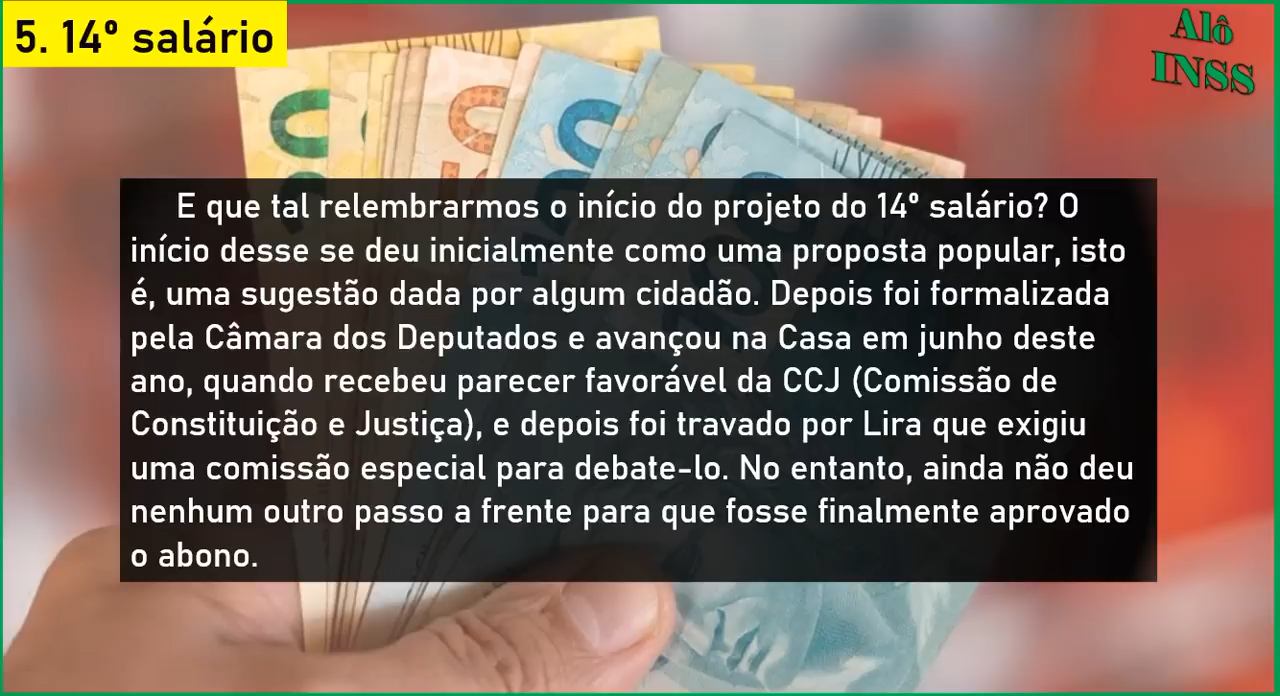 5. 14º salário
Alô
INSS
E que tal relembrarmos o início do projeto do 14º salário? O
início desse se deu inicialmente como uma proposta popular, isto
é, uma sugestão dada por algum cidadão. Depois foi formalizada
pela Câmara dos Deputados e avançou na Casa em junho deste
ano, quando recebeu parecer favorável da CCJ (Comissão de
Constituição e Justiça), e depois foi travado por Lira que exigiu
uma comissão especial para debate-lo. No entanto, ainda não deu
nenhum outro passo a frente para que fosse finalmente aprovado
o abono.